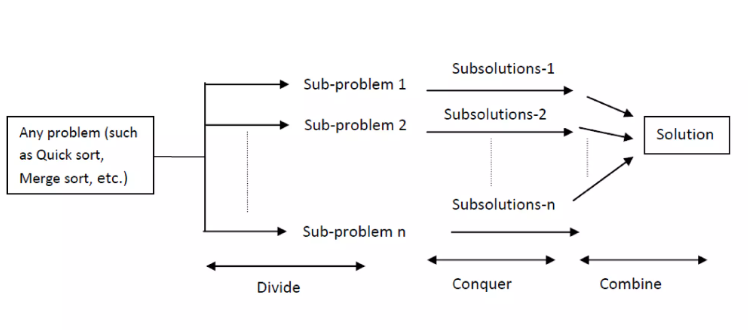 Any problem (such
as Quick sort,
Merge sort, etc.)
Sub-problem 1
Sub-problem 2
Sub-problem n
Subsolutions-1
Subsolutions-2
Subsolutions-n
Solution
Divide
Conquer
Combine